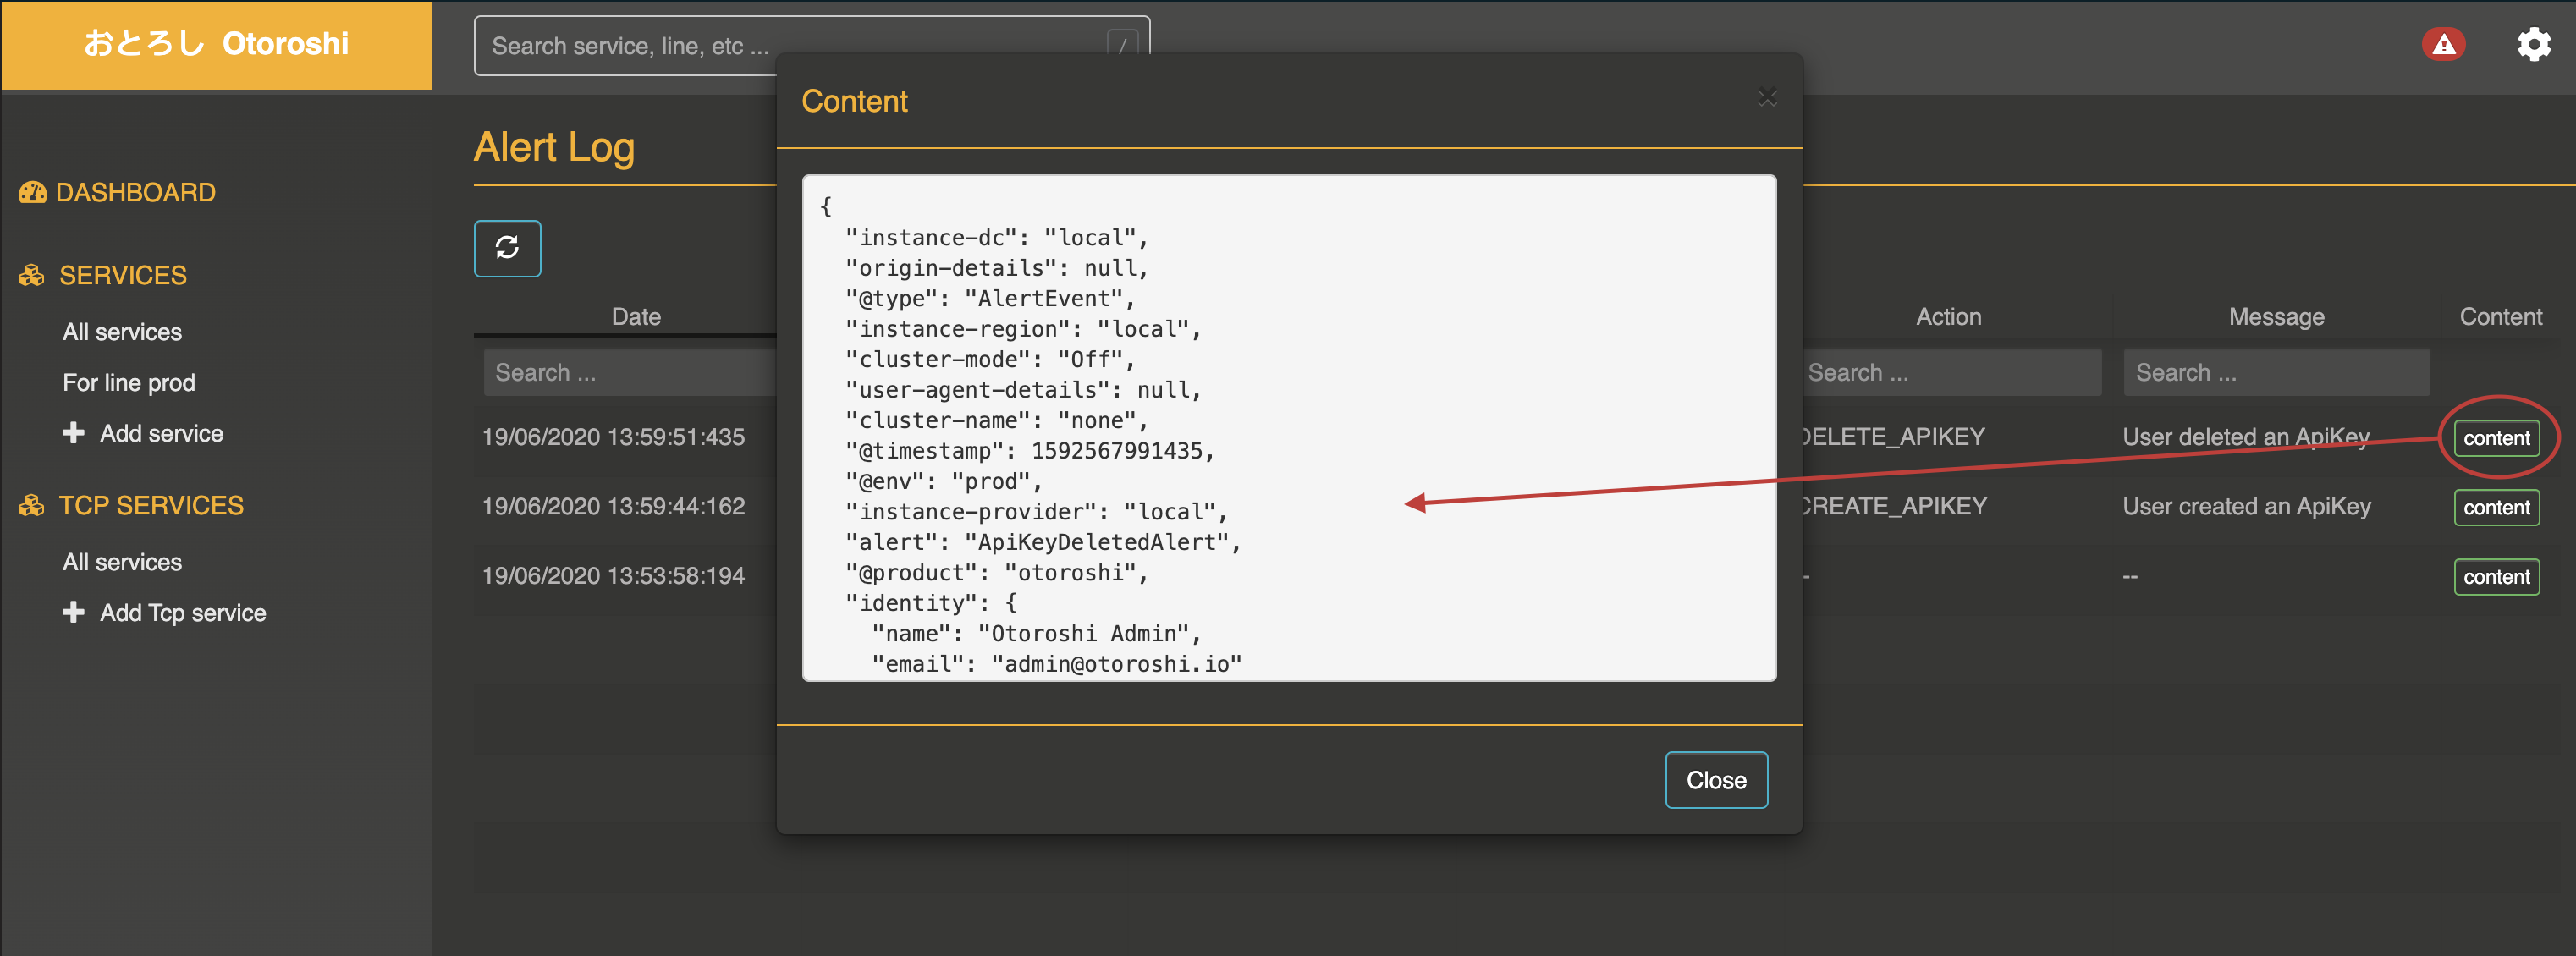 おとろし Otoroshi
Search service, line, etc ...
/
DASHBOARD
SERVICES
All services
For line prod
Add service
TCP SERVICES
All services
Add Tcp service
Alert Log
Date Action Message Content
Search ... Search ... Search ...
19/06/2020 13:59:51:435 DELETE_APIKEY User deleted an ApiKey content
19/06/2020 13:59:44:162 CREATE_APIKEY User created an ApiKey content
19/06/2020 13:53:58:194 - -- content
Content
×
{
"instance-dc": "local",
"origin-details": null,
"@type": "AlertEvent",
"instance-region": "local",
"cluster-mode": "Off",
"user-agent-details": null,
"cluster-name": "none",
"@timestamp": 1592567991435,
"@env": "prod",
"instance-provider": "local",
"alert": "ApiKeyDeletedAlert",
"@product": "otoroshi",
"identity": {
"name": "Otoroshi Admin",
"email": "admin@otoroshi.io"
Close